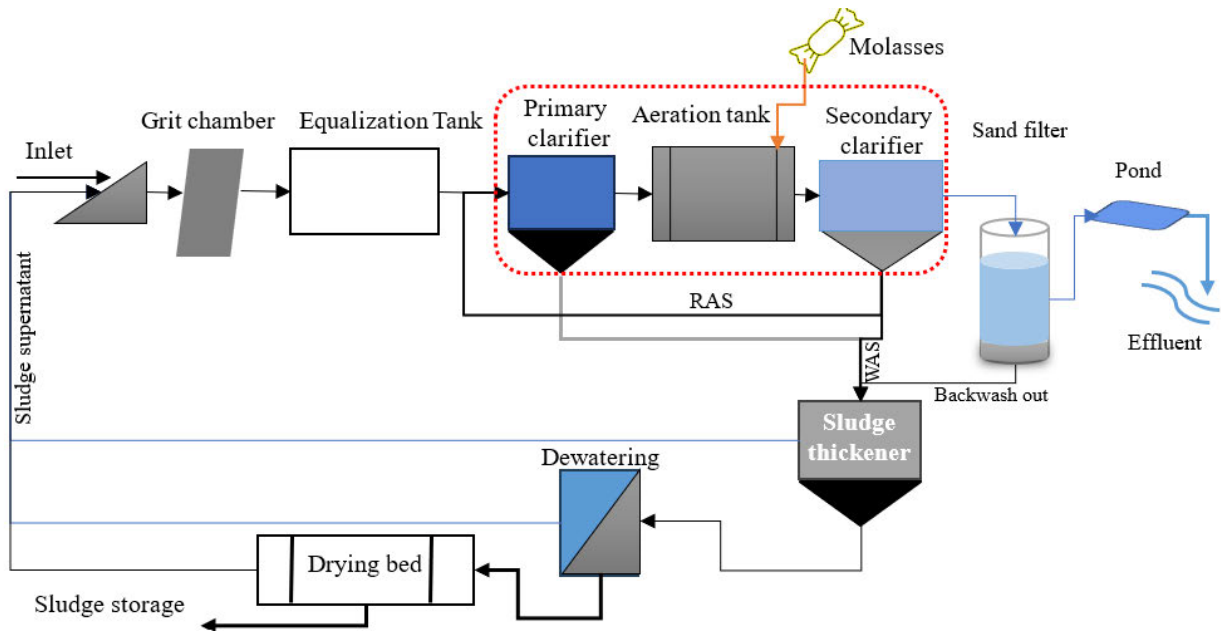 Molasses
Primary
clarifier
Aeration tank
Secondary
clarifier
Sand filter
Grit chamber
Equalization Tank
Inlet
Pond
RAS
Effluent
Sludge supernatant
WAS
Backwash out
Sludge
thickener
Dewatering
Drying bed
Sludge storage